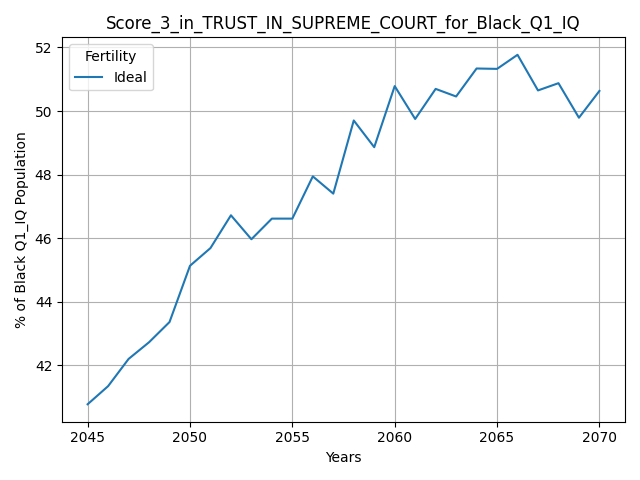 Score_3_in_TRUST_IN_SUPREME_COURT_for_Black_Q1_IQ
Fertility
Ideal
52
50
48
46
44
42
% of Black Q1_IQ Population
2045 2050 2055 2060 2065 2070
Years